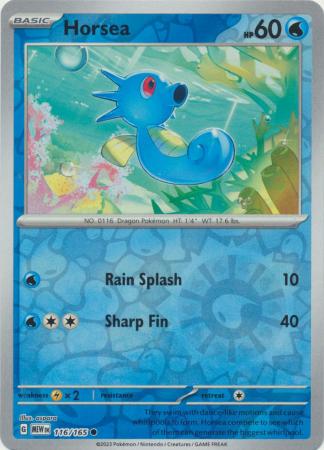 BASIC
Horsea
HP 60
NO. 0116 Dragon Pokémon HT: 1'4" WT: 17.6 lbs.
Rain Splash 10
Sharp Fin 40
weakness ×2 resistance retreat
Illus. aspara
They swim with dance-like motions and cause
G MEW EN 116/165
whirlpools to form. Horsea compete to see which
of them can generate the biggest whirlpool.
©2023 Pokémon / Nintendo / Creatures / GAME FREAK